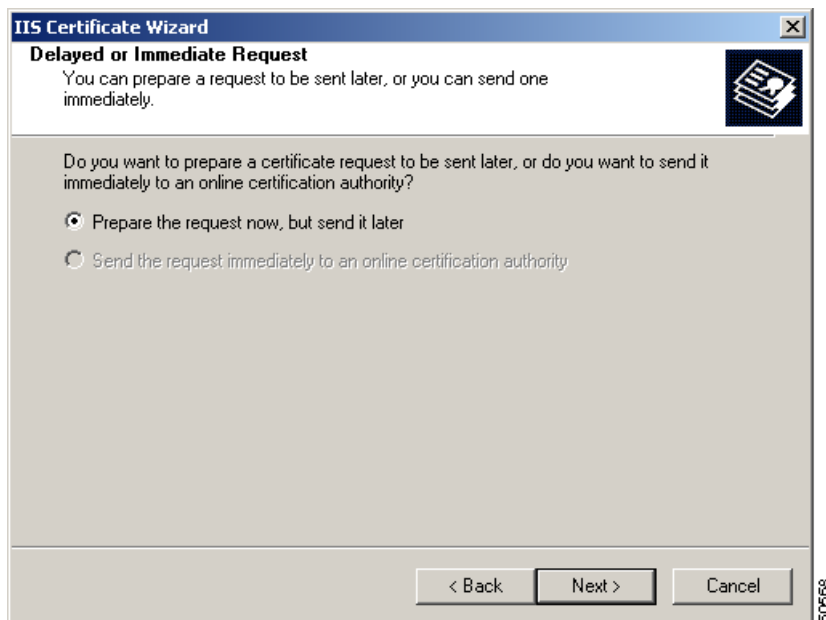 IIS Certificate Wizard
Delayed or Immediate Request
You can prepare a request to be sent later, or you can send one
immediately.
Do you want to prepare a certificate request to be sent later, or do you want to send it
immediately to an online certification authority?
Prepare the request now, but send it later
Send the request immediately to an online certification authority
< Back
Next >
Cancel